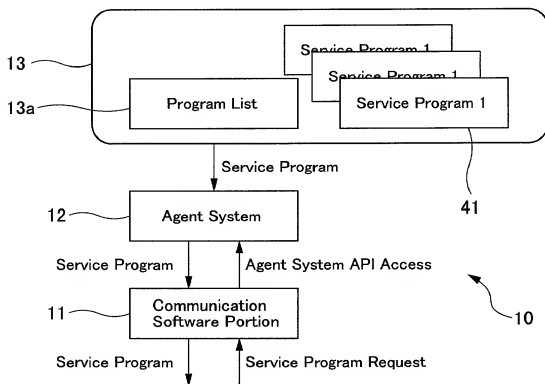 13
Service Program 1
Service Program 1
13a
Program List
Service Program 1
Service Program
41
12
Agent System
Service Program
Agent System API Access
11
Communication
Software Portion
10
Service Program
Service Program Request